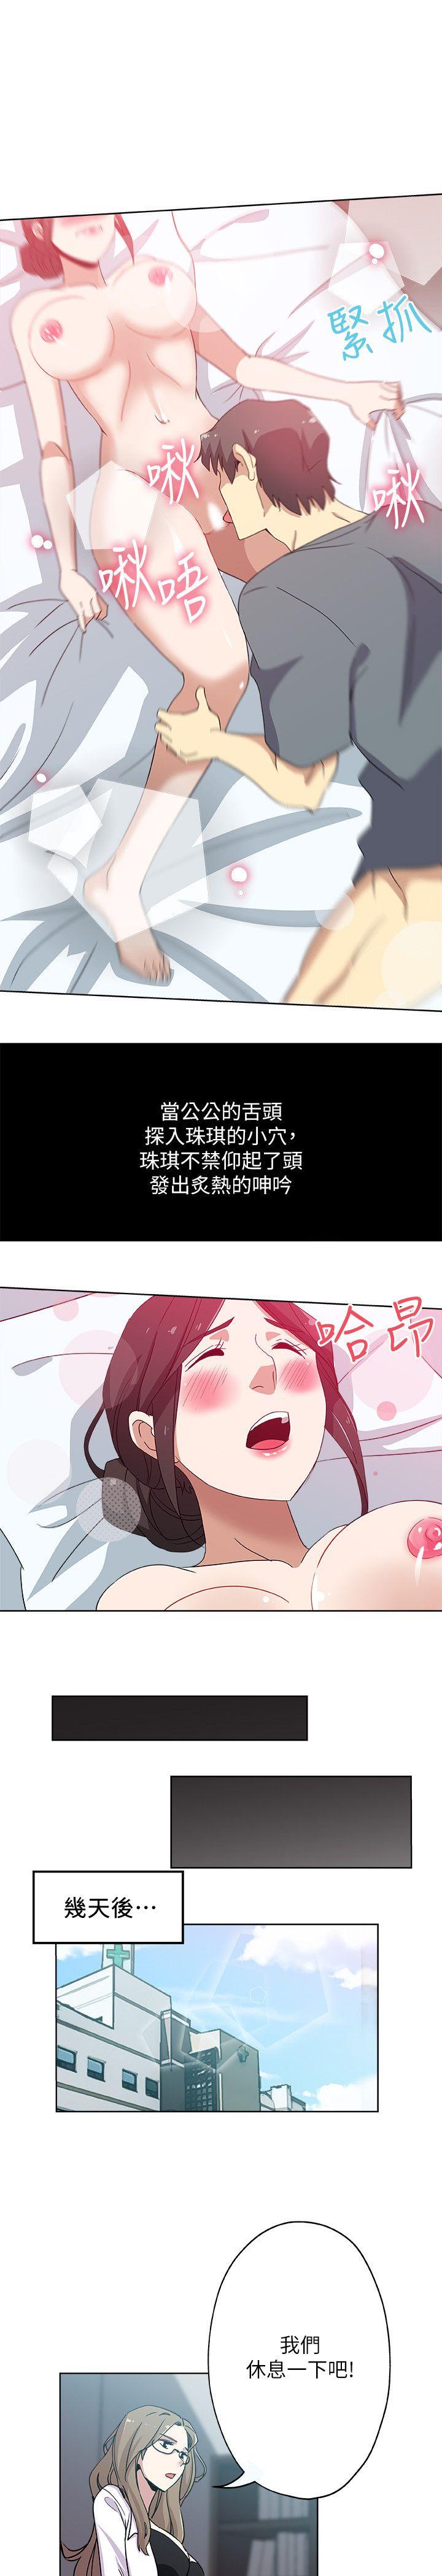 緊抓
啾
啾
啾唔
當公公的舌頭
探入珠琪的小穴，
珠琪不禁仰起了頭
發出炙熱的呻吟
哈昂
幾天後…
我們
休息一下吧!